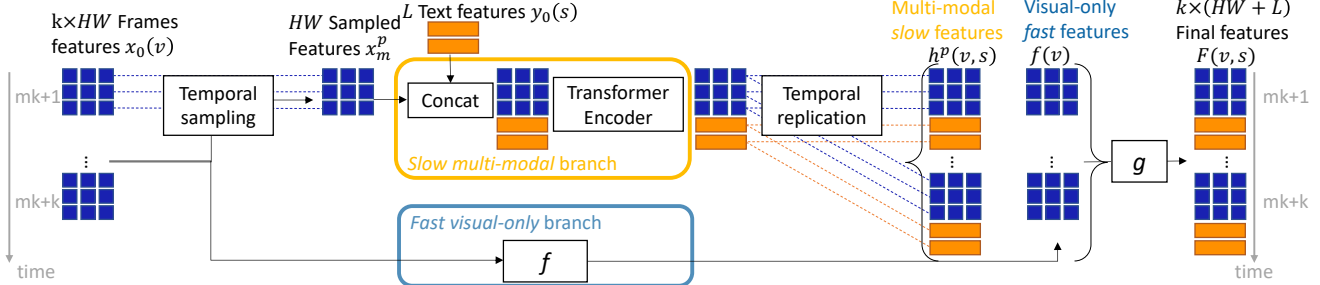 k×HW Frames
features x₀(v)
HW Sampled
Features xₘᵖ
L Text features y₀(s)
Multi-modal
slow features
hᵖ(v,s)
Visual-only
fast features
f(v)
k×(HW + L)
Final features
F(v,s)
mk+1
Temporal
sampling
Concat
Transformer
Encoder
Temporal
replication
mk+1
...
Slow multi-modal branch
...
...
...
g
mk+k
mk+k
Fast visual-only branch
f
time
time